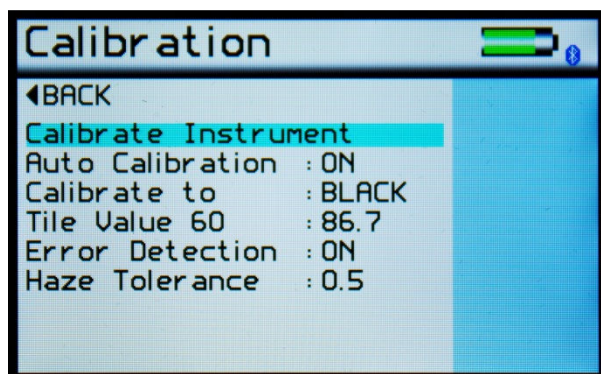 Calibration
◀BACK
Calibrate Instrument
Auto Calibration : ON
Calibrate to : BLACK
Tile Value 60 : 86.7
Error Detection : ON
Haze Tolerance : 0.5